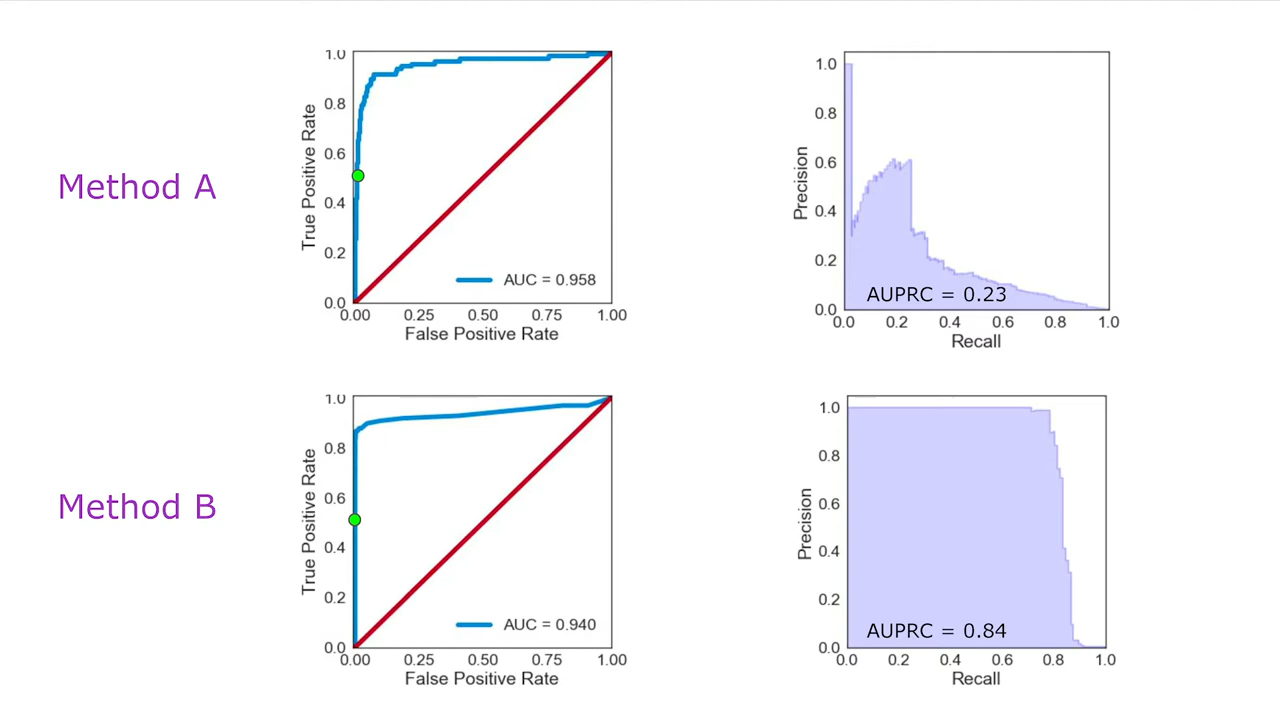 Method A
1.0
0.8
0.6
0.4
0.2
0.0
True Positive Rate
AUC = 0.958
0.00 0.25 0.50 0.75 1.00
False Positive Rate
1.0
0.8
0.6
0.4
0.2
0.0
Precision
AUPRC = 0.23
0.0 0.2 0.4 0.6 0.8 1.0
Recall
Method B
1.0
0.8
0.6
0.4
0.2
0.0
True Positive Rate
AUC = 0.940
0.00 0.25 0.50 0.75 1.00
False Positive Rate
1.0
0.8
0.6
0.4
0.2
0.0
Precision
AUPRC = 0.84
0.0 0.2 0.4 0.6 0.8 1.0
Recall